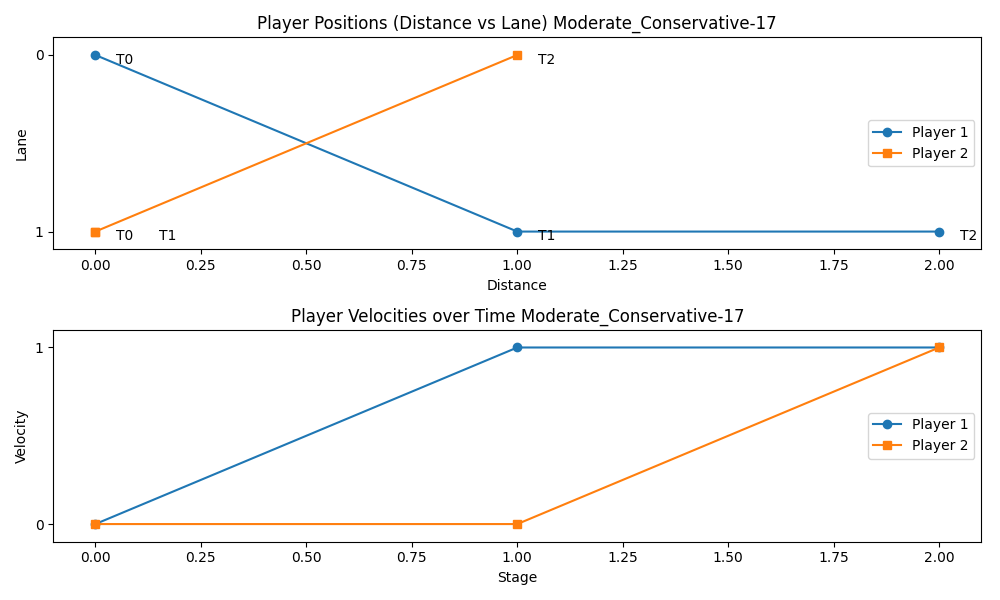 Player Positions (Distance vs Lane) Moderate_Conservative-17
0
T0
T2
Lane
Player 1
Player 2
1
T0
T1
T1
T2
0.00
0.25
0.50
0.75
1.00
1.25
1.50
1.75
2.00
Distance
Player Velocities over Time Moderate_Conservative-17
1
Velocity
Player 1
Player 2
0
0.00
0.25
0.50
0.75
1.00
1.25
1.50
1.75
2.00
Stage